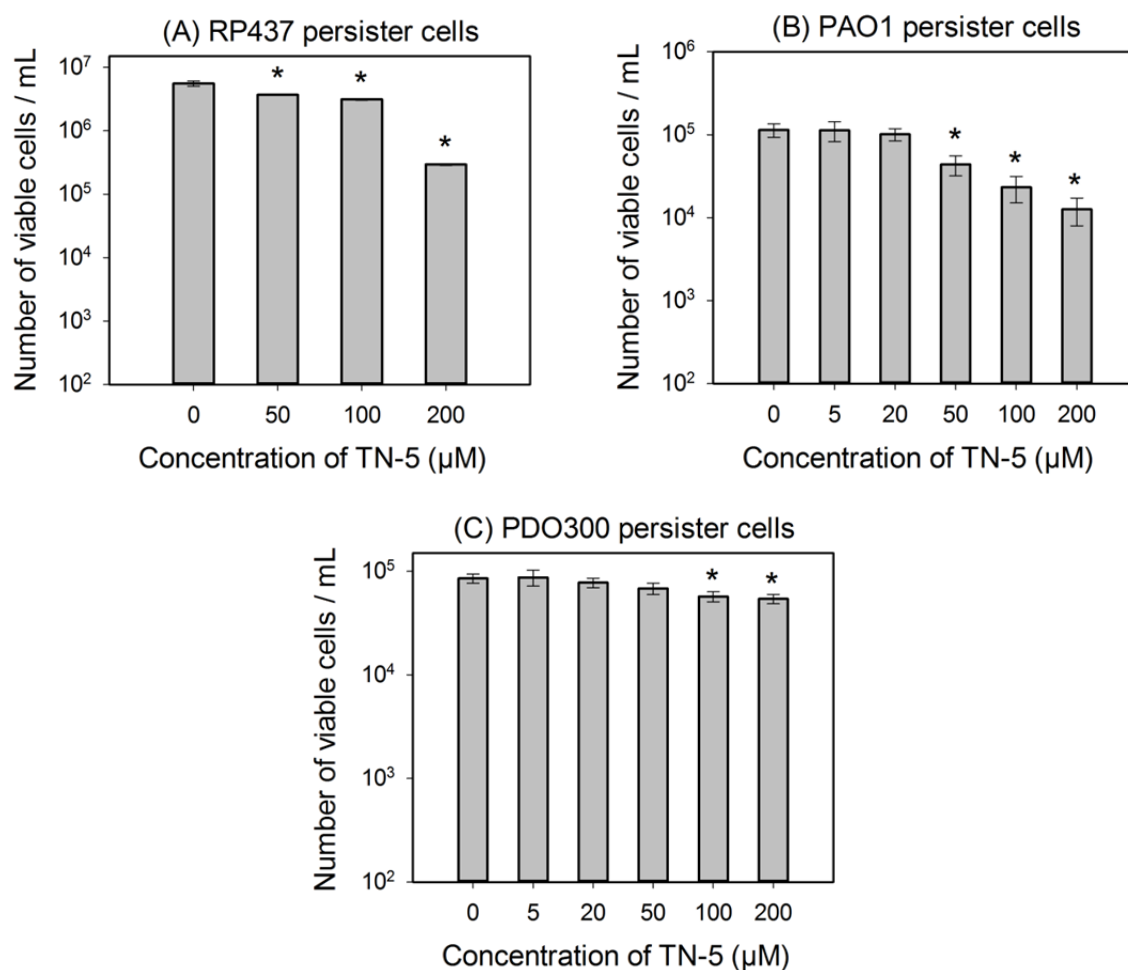 (A) RP437 persister cells
Number of viable cells / mL
10⁷
10⁶
10⁵
10⁴
10³
10²
* * *
0 50 100 200
Concentration of TN-5 (µM)
(B) PAO1 persister cells
Number of viable cells / mL
10⁶
10⁵
10⁴
10³
10²
* * *
0 5 20 50 100 200
Concentration of TN-5 (µM)
(C) PDO300 persister cells
Number of viable cells / mL
10⁵
10⁴
10³
10²
* *
0 5 20 50 100 200
Concentration of TN-5 (µM)